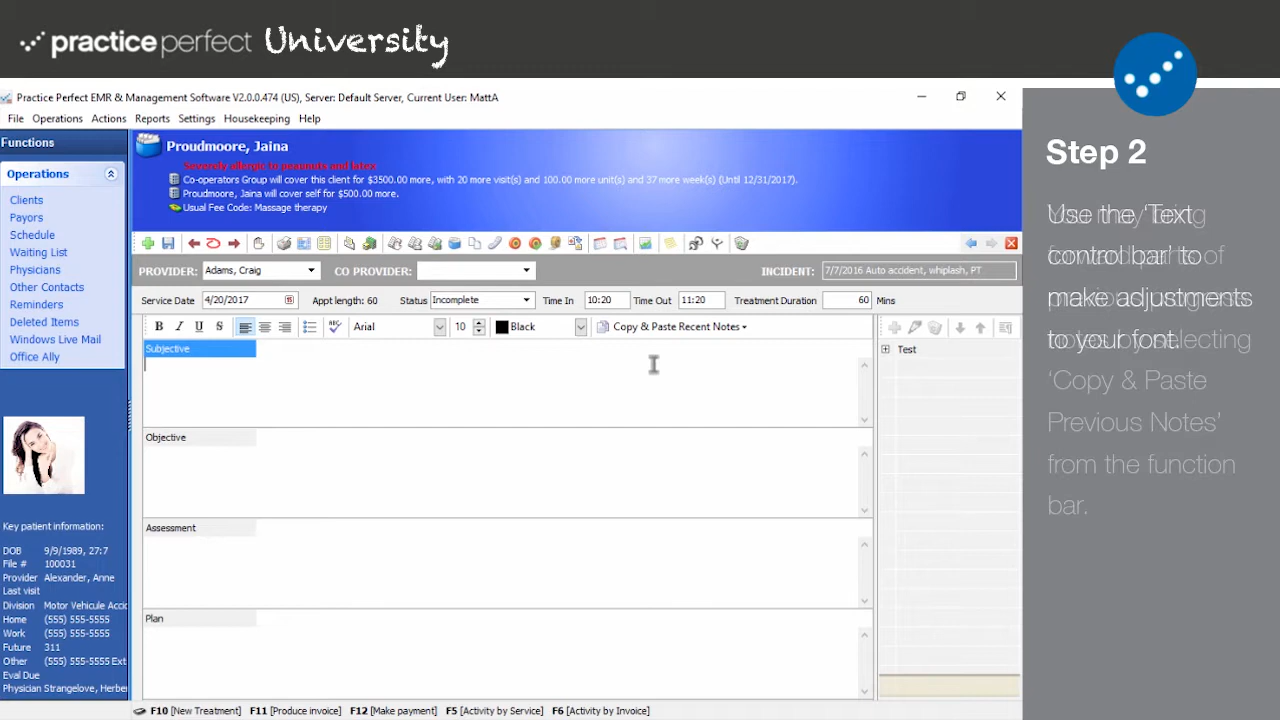 practice perfect University
Practice Perfect EMR & Management Software V2.0.0.474 (US), Server: Default Server, Current User: MattA
File Operations Actions Reports Settings Housekeeping Help
Functions
Operations
Clients
Payors
Schedule
Waiting List
Physicians
Other Contacts
Reminders
Deleted Items
Windows Live Mail
Office Ally
Key patient information:
DOB 9/9/1989, 27:7
File # 100031
Provider Alexander, Anne
Last visit
Division Motor Vehicule Accid
Home (555) 555-5555
Work (555) 555-5555
Future 311
Other (555) 555-5555 Ext
Eval Due
Physician Strangelove, Herber
Proudmoore, Jaina
Severely allergic to peanuts and latex
Co-operators Group will cover this client for $3500.00 more, with 20 more visit(s) and 100.00 more unit(s) and 37 more week(s) (Until 12/31/2017).
Proudmoore, Jaina will cover self for $500.00 more.
Usual Fee Code: Massage therapy
PROVIDER: Adams, Craig CO PROVIDER: INCIDENT: 7/7/2016 Auto accident, whiplash, PT
Service Date 4/20/2017 Appt length: 60 Status Incomplete Time In 10:20 Time Out 11:20 Treatment Duration 60 Mins
B I U S ABC Arial 10 Black Copy & Paste Recent Notes
Subjective
Objective
Assessment
Plan
Test
F10 [New Treatment] F11 [Produce invoice] F12 [Make payment] F5 [Activity by Service] F6 [Activity by Invoice]
Step 2
Use the 'Text
control bar' to
make adjustments
to your font.
selecting
'Copy & Paste
Previous Notes'
from the function
bar.